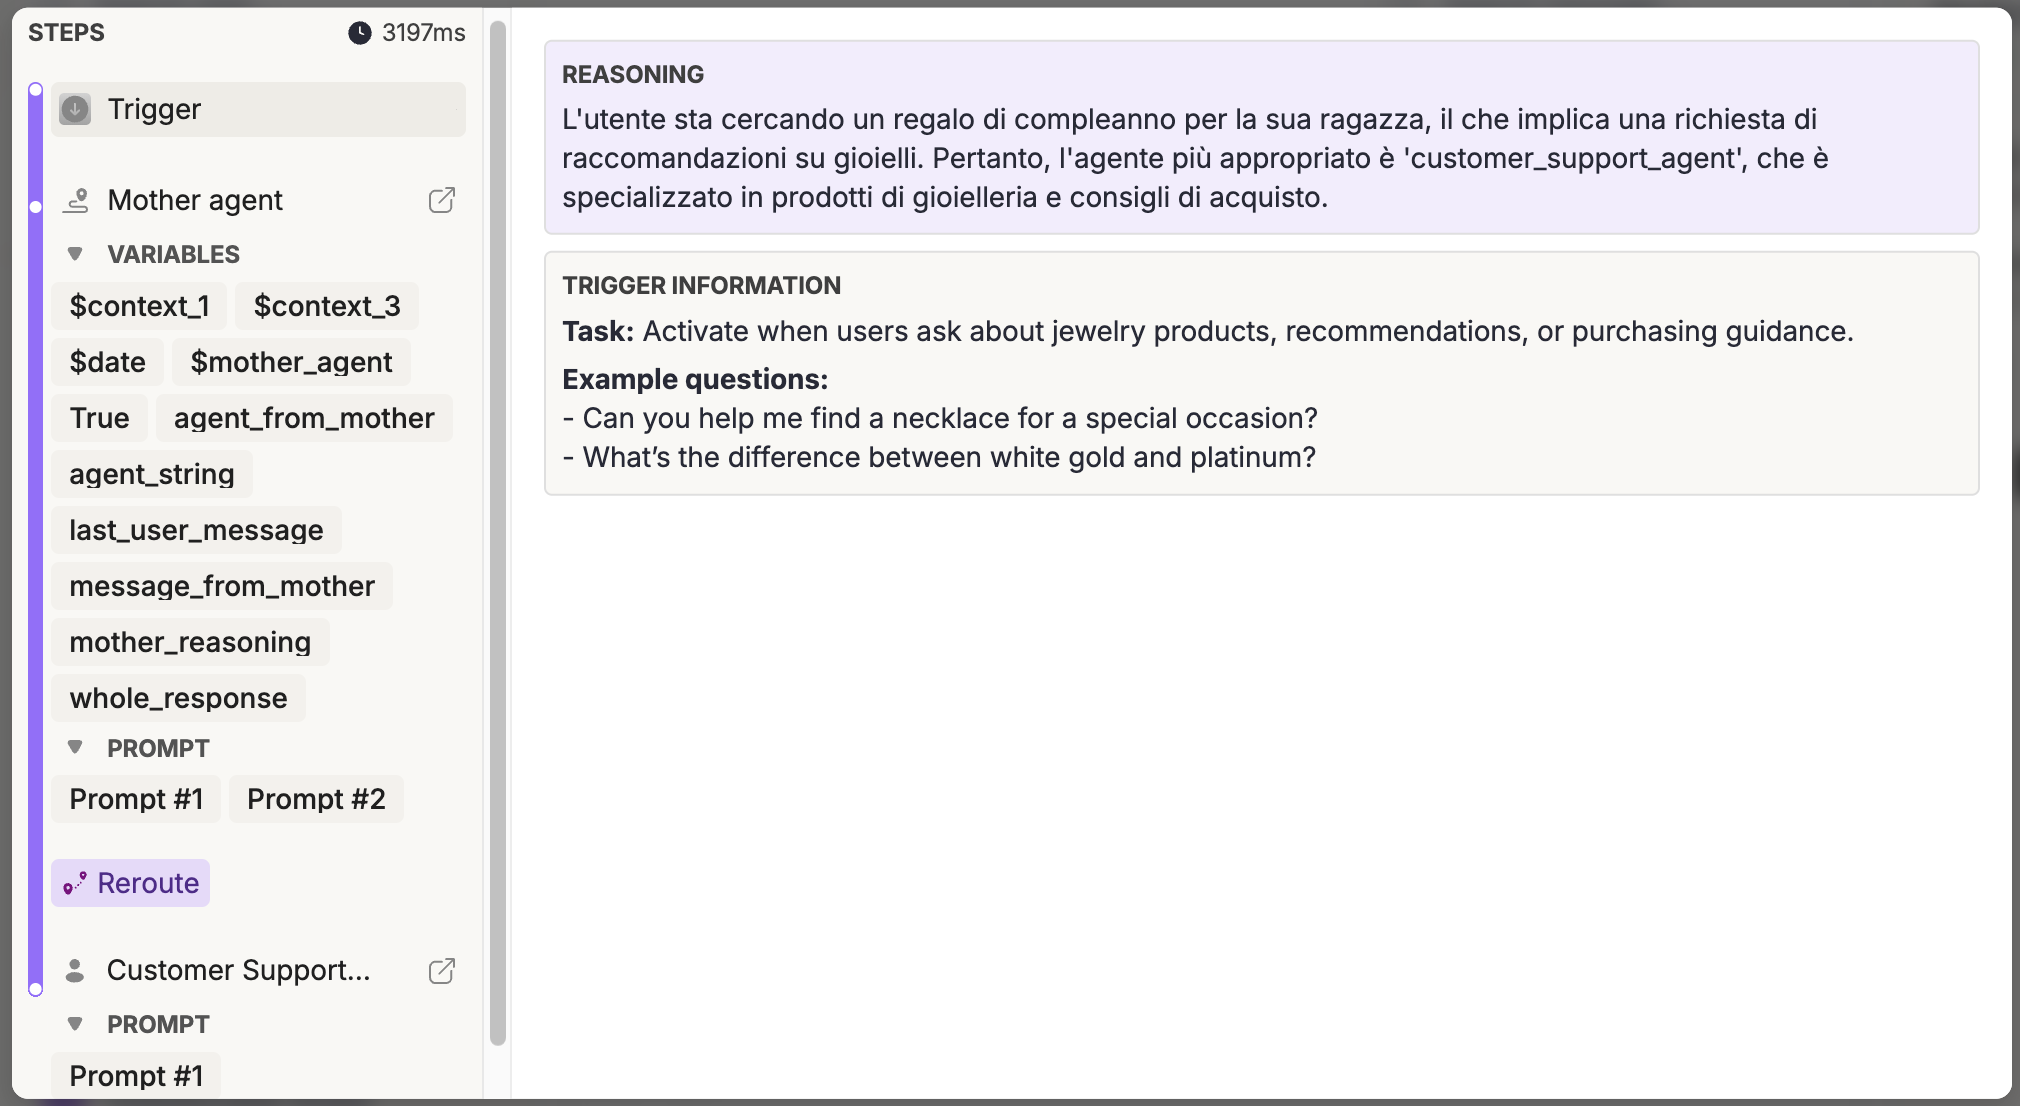 STEPS
3197ms
Trigger
Mother agent
VARIABLES
$context_1 $context_3
$date $mother_agent
True agent_from_mother
agent_string
last_user_message
message_from_mother
mother_reasoning
whole_response
PROMPT
Prompt #1 Prompt #2
Reroute
Customer Support...
PROMPT
Prompt #1
REASONING
L'utente sta cercando un regalo di compleanno per la sua ragazza, il che implica una richiesta di
raccomandazioni su gioielli. Pertanto, l'agente più appropriato è 'customer_support_agent', che è
specializzato in prodotti di gioielleria e consigli di acquisto.
TRIGGER INFORMATION
Task: Activate when users ask about jewelry products, recommendations, or purchasing guidance.
Example questions:
- Can you help me find a necklace for a special occasion?
- What’s the difference between white gold and platinum?